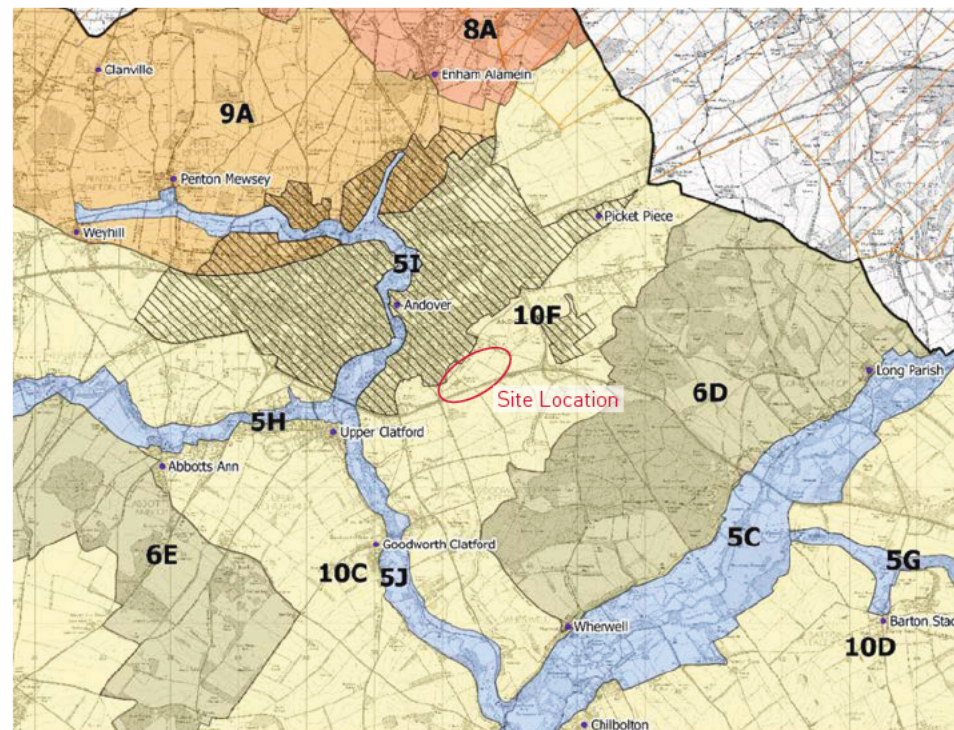 8A
Clanville
Enham Alamein
9A
Penton Mewsey
Weyhill
Picket Piece
5I
Andover
10F
Long Parish
Site Location
6D
5H
Upper Clatford
Abbotts Ann
5C
Goodworth Clatford
6E
10C
5J
5G
Wherwell
Barton Stac
10D
Chilbolton